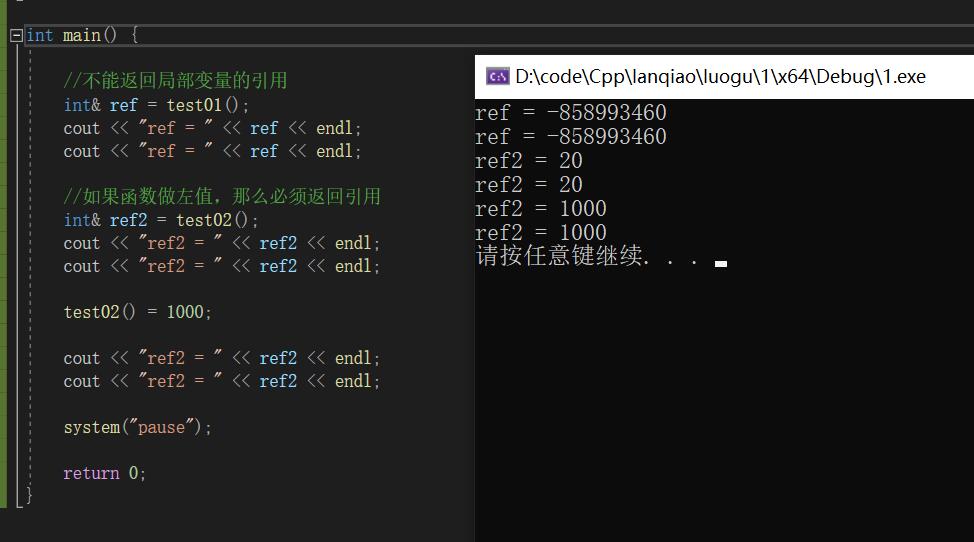 int main() {
//不能返回局部变量的引用
int& ref = test01();
cout << "ref = " << ref << endl;
cout << "ref = " << ref << endl;
//如果函数做左值，那么必须返回引用
int& ref2 = test02();
cout << "ref2 = " << ref2 << endl;
cout << "ref2 = " << ref2 << endl;
test02() = 1000;
cout << "ref2 = " << ref2 << endl;
cout << "ref2 = " << ref2 << endl;
system("pause");
return 0;
}
D:\code\Cpp\lanqiao\luogu\1\x64\Debug\1.exe
ref = -858993460
ref = -858993460
ref2 = 20
ref2 = 20
ref2 = 1000
ref2 = 1000
请按任意键继续. . .